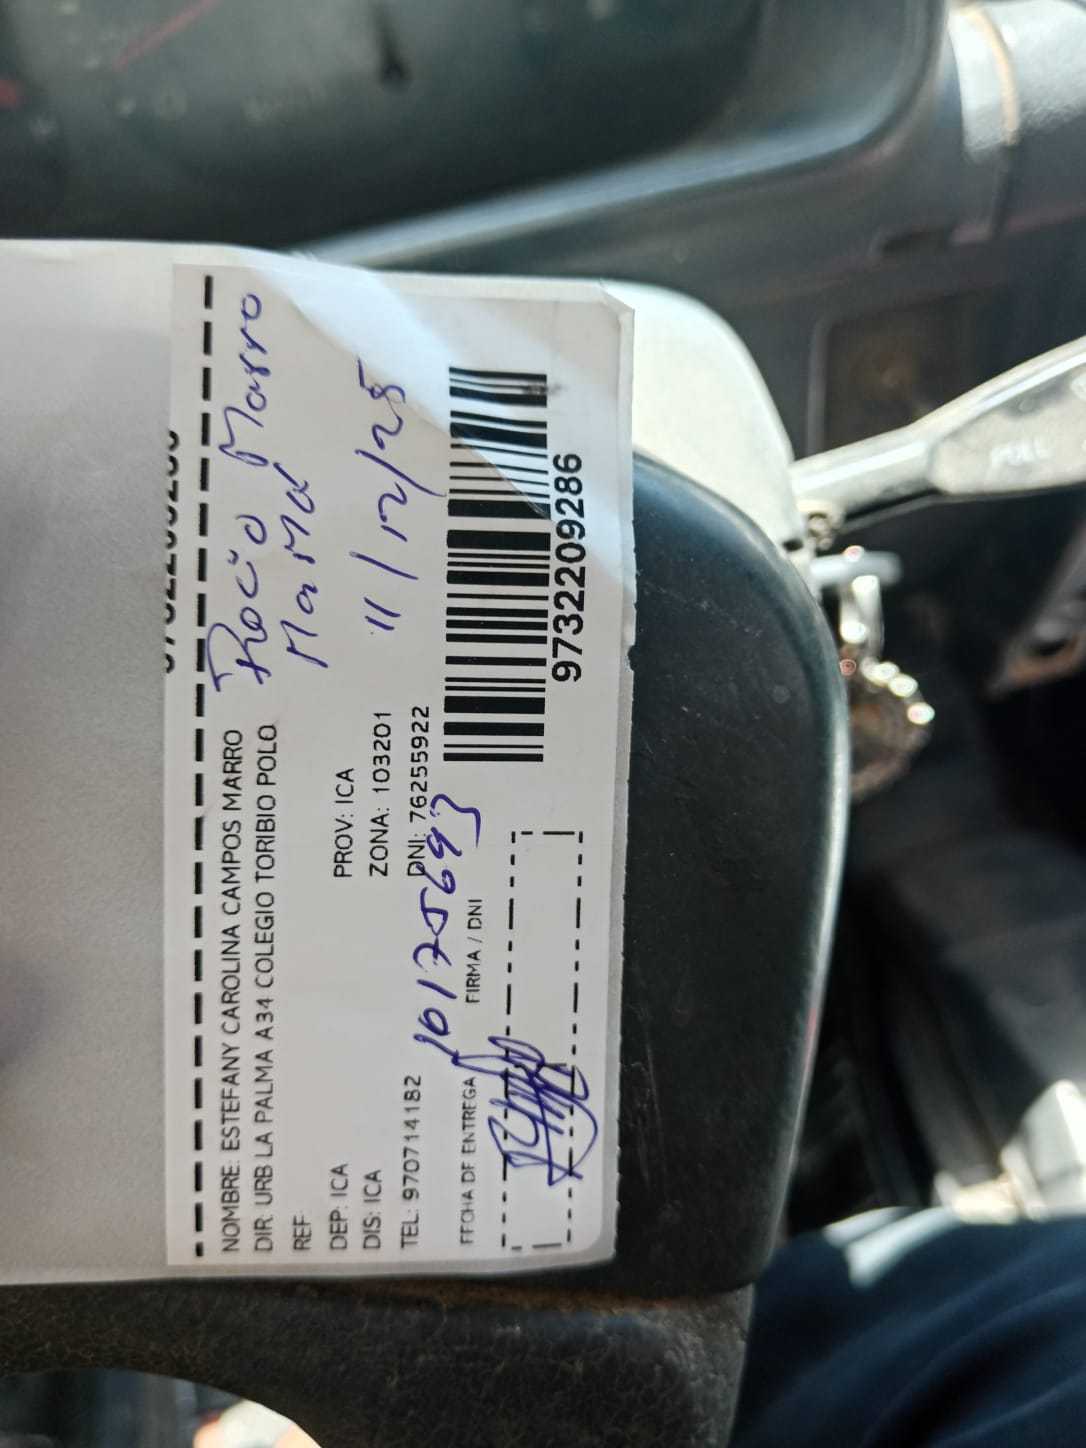 NOMBRE: ESTEFANY CAROLINA CAMPOS MARRO
DIR: URB LA PALMA A34 COLEGIO TORIBIO POLO
REF:
DEP: ICA PROV: ICA
DIS: ICA ZONA: 103201
TEL: 970714182 DNI: 76255922
Rocío Marro
Mamá
11/12/25
10175693
FECHA DE ENTREGA FIRMA / DNI
9732209286
PULL